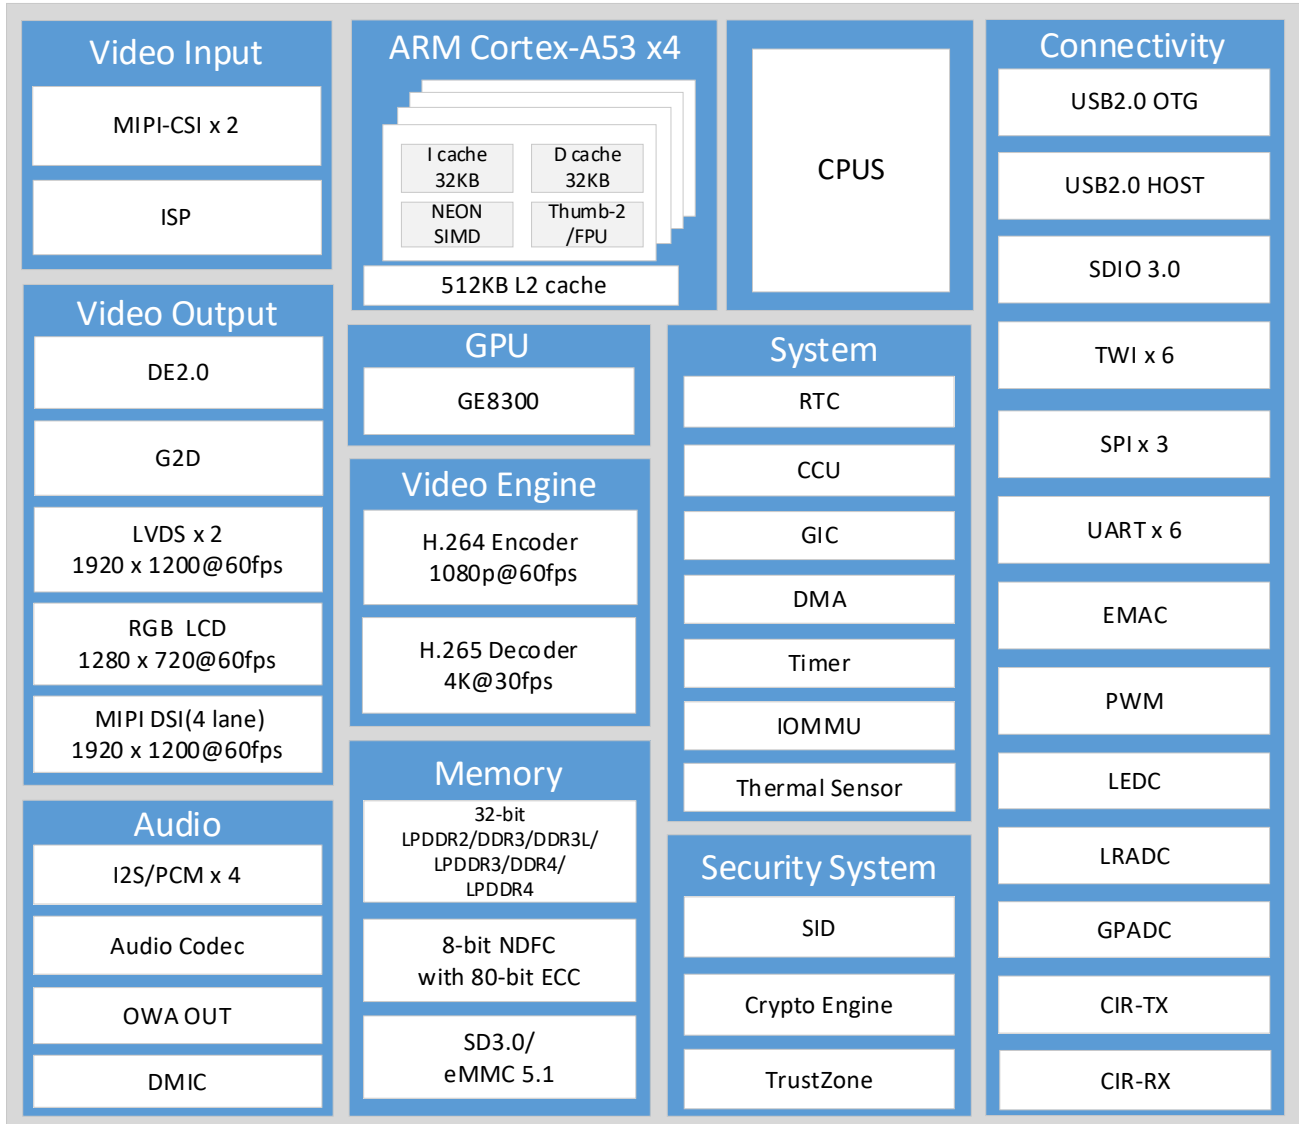 Video Input
MIPI-CSI x 2
ISP
Video Output
DE2.0
G2D
LVDS x 2
1920 x 1200@60fps
RGB LCD
1280 x 720@60fps
MIPI DSI(4 lane)
1920 x 1200@60fps
Audio
I2S/PCM x 4
Audio Codec
OWA OUT
DMIC
ARM Cortex-A53 x4
I cache
32KB
D cache
32KB
NEON
SIMD
Thumb-2
/FPU
512KB L2 cache
CPUS
GPU
GE8300
Video Engine
H.264 Encoder
1080p@60fps
H.265 Decoder
4K@30fps
Memory
32-bit
LPDDR2/DDR3/DDR3L/
LPDDR3/DDR4/
LPDDR4
8-bit NDFC
with 80-bit ECC
SD3.0/
eMMC 5.1
System
RTC
CCU
GIC
DMA
Timer
IOMMU
Thermal Sensor
Security System
SID
Crypto Engine
TrustZone
Connectivity
USB2.0 OTG
USB2.0 HOST
SDIO 3.0
TWI x 6
SPI x 3
UART x 6
EMAC
PWM
LEDC
LRADC
GPADC
CIR-TX
CIR-RX